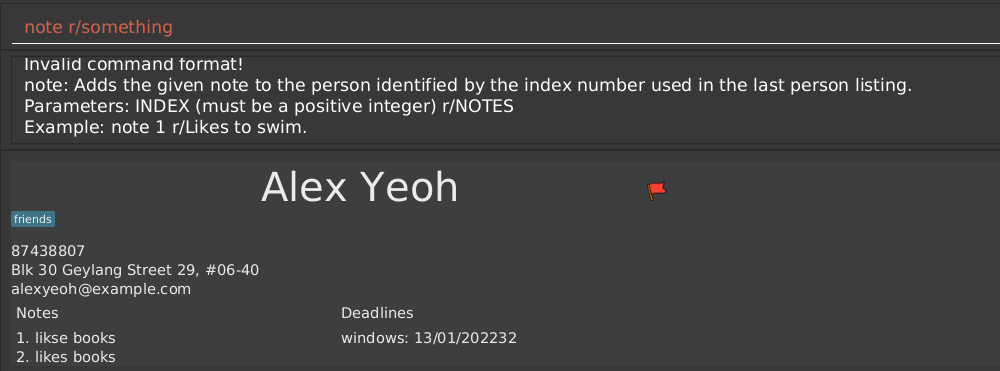 note r/something
Invalid command format!
note: Adds the given note to the person identified by the index number used in the last person listing.
Parameters: INDEX (must be a positive integer) r/NOTES
Example: note 1 r/Likes to swim.
Alex Yeoh
friends
87438807
Blk 30 Geylang Street 29, #06-40
alexyeoh@example.com
Notes
1. likse books
2. likes books
Deadlines
windows: 13/01/202232